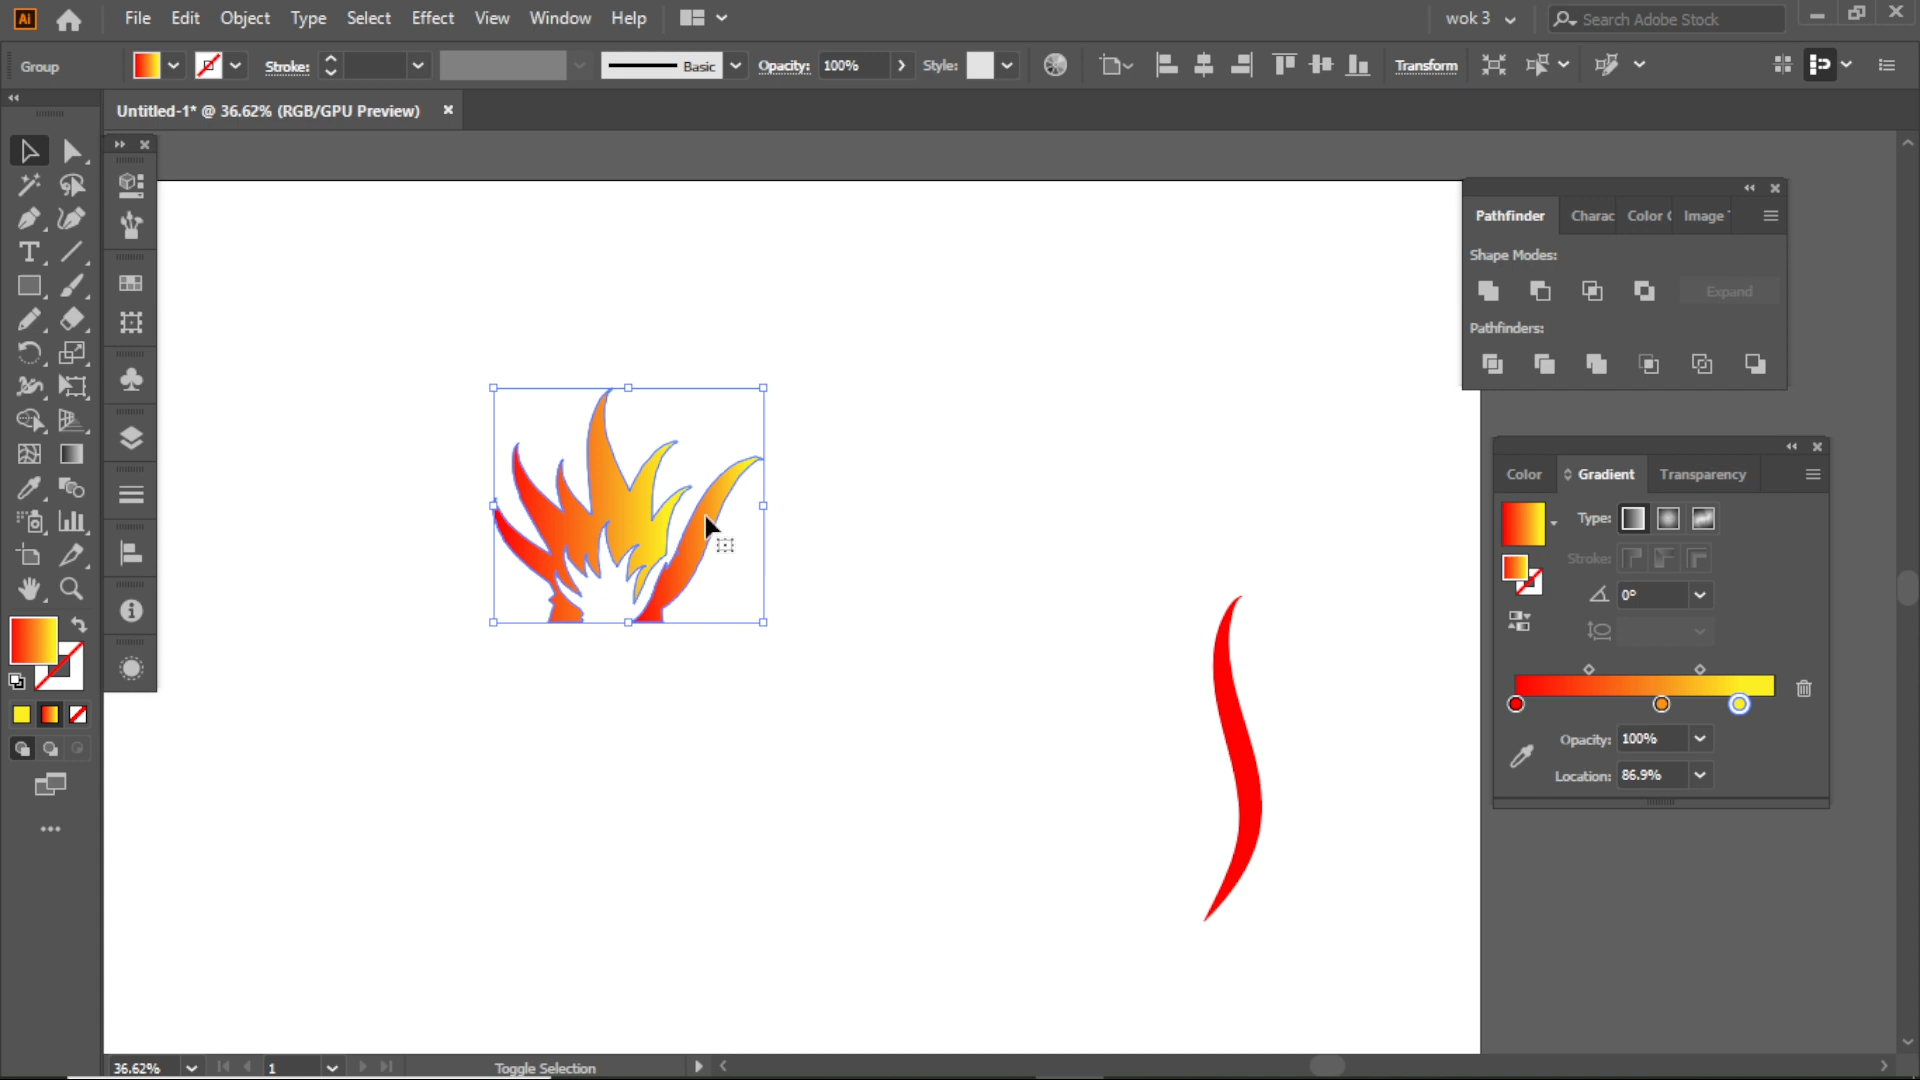 Ai File Edit Object Type Select Effect View Window Help wok 3 Search Adobe Stock
Group Stroke: Basic Opacity: 100% Style: Transform
Untitled-1* @ 36.62% (RGB/GPU Preview)
Pathfinder Charac Color Image
Shape Modes:
Expand
Pathfinders:
Color Gradient Transparency
Type:
Stroke:
0°
Opacity: 100%
Location: 86.9%
36.62% 1 Toggle Selection